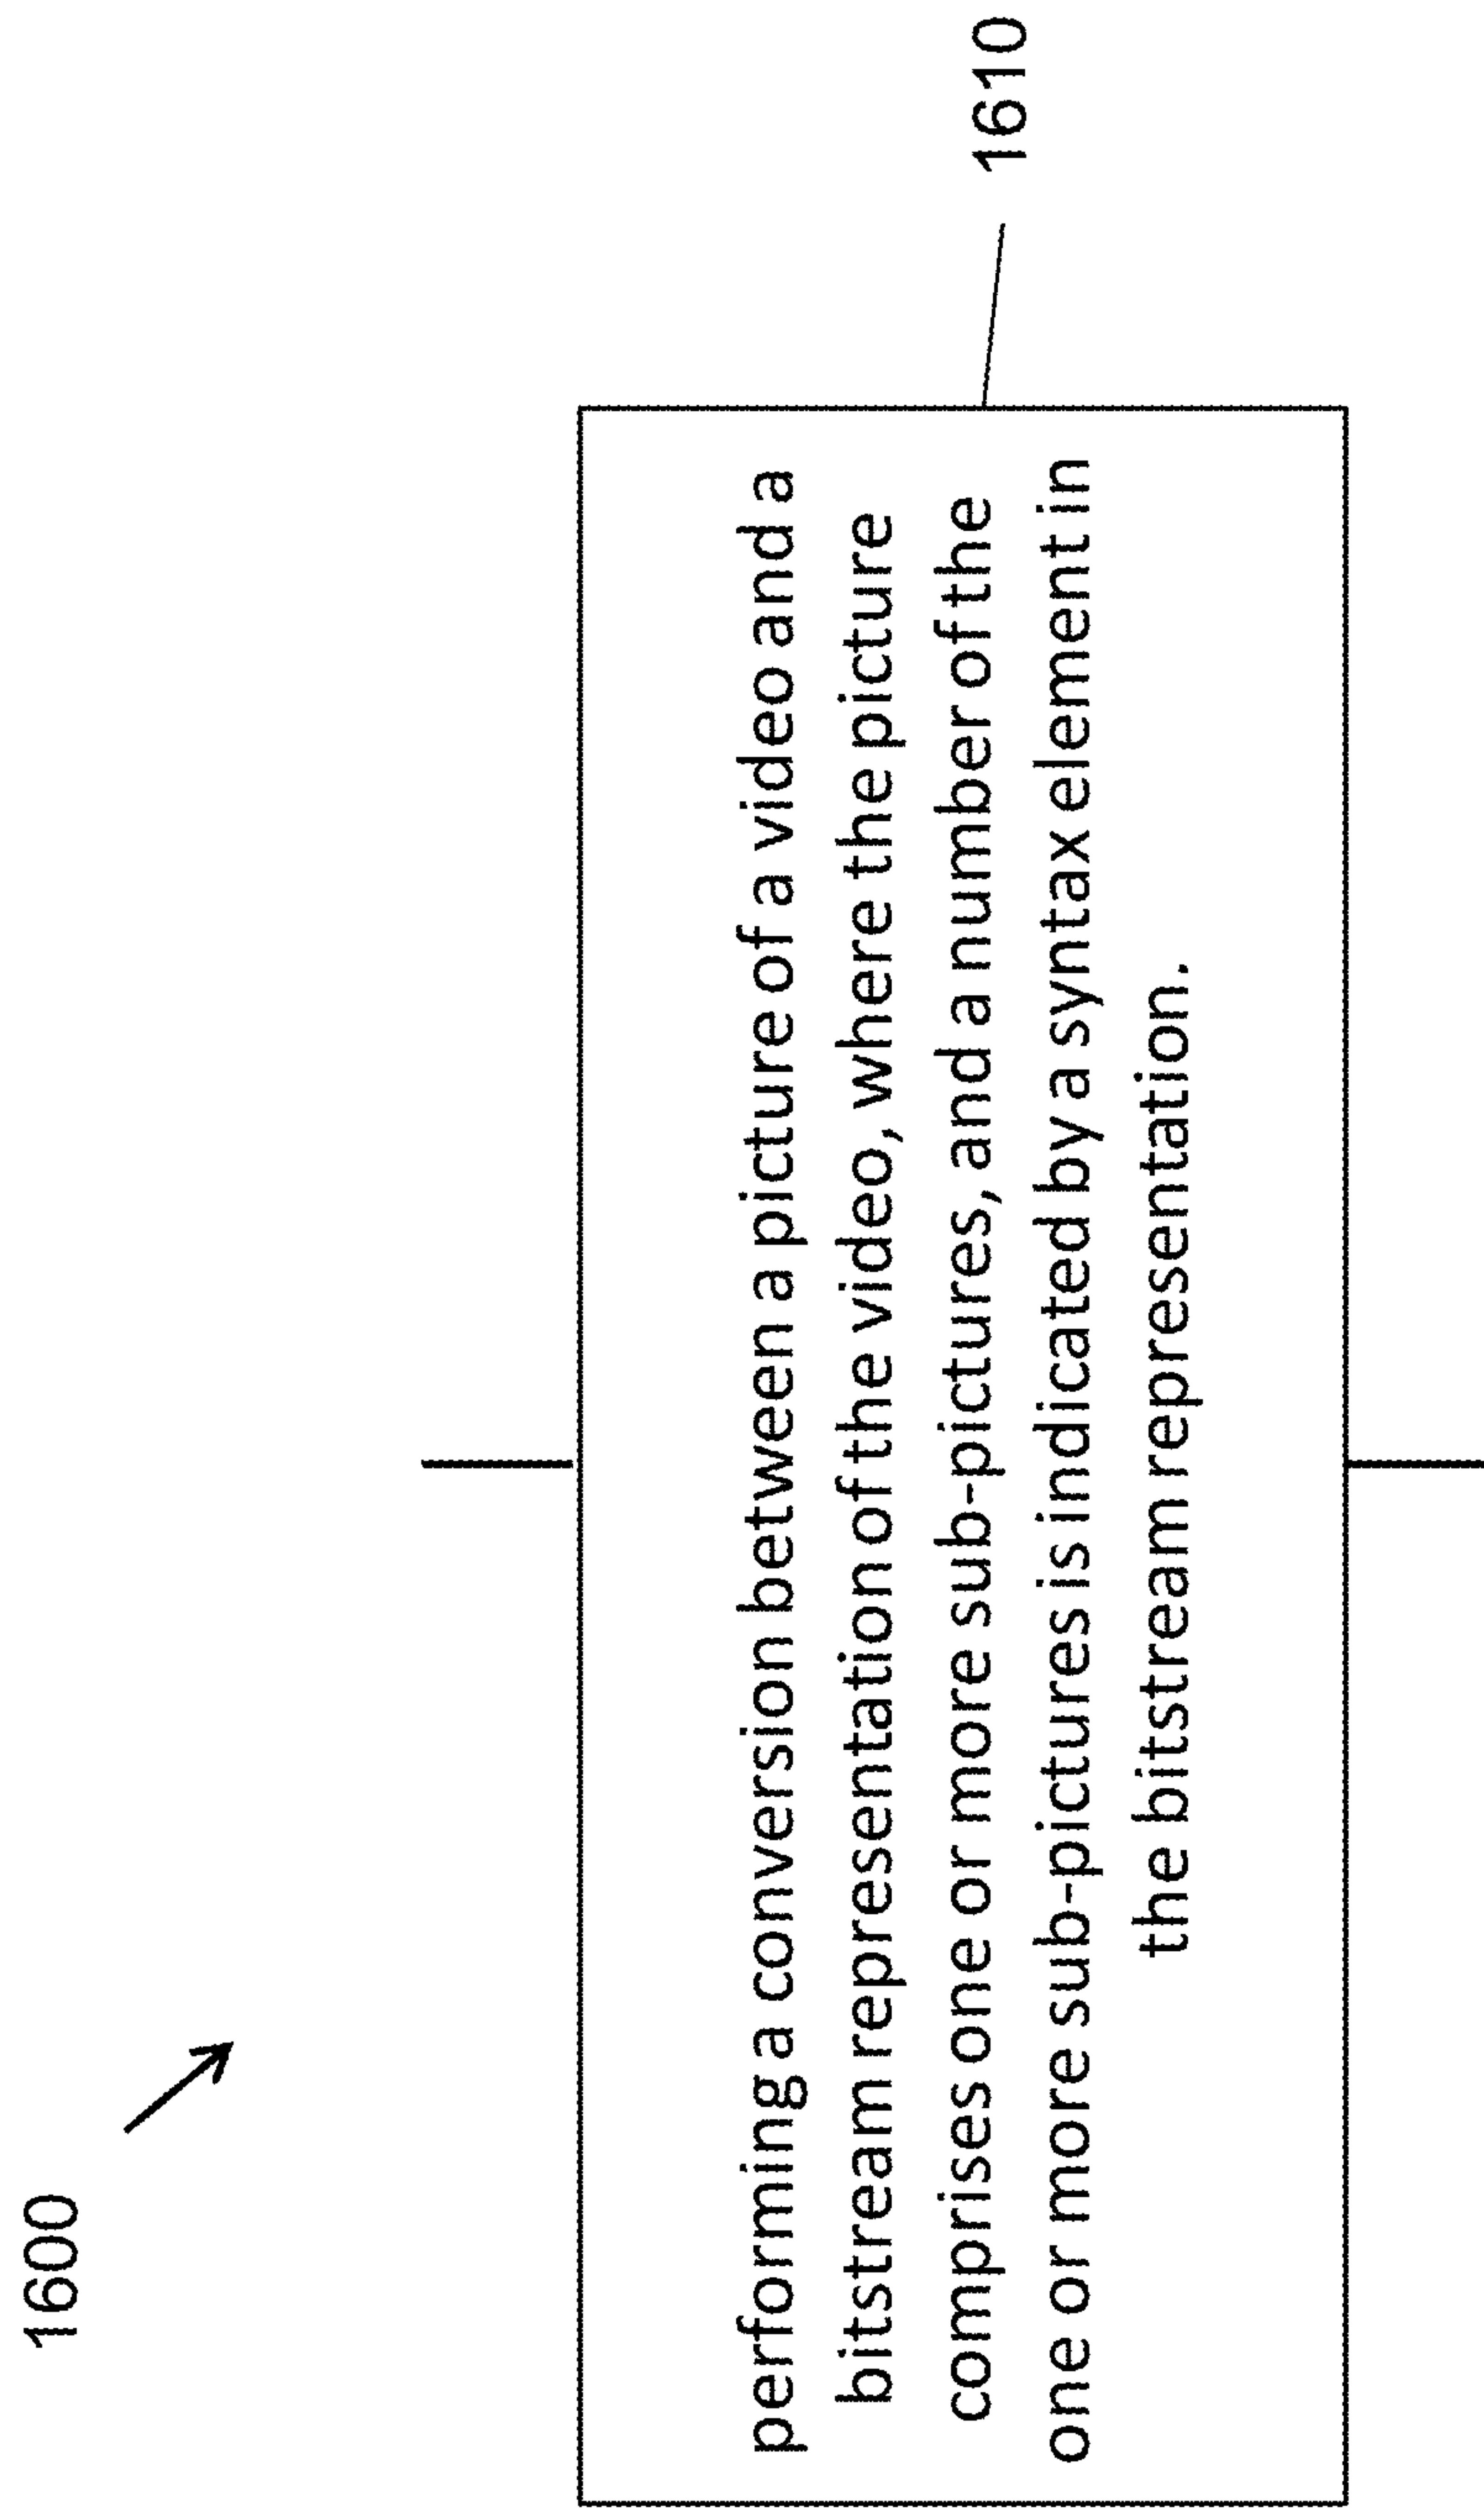 1600
performing a conversion between a picture of a video and a
bitstream representation of the video, where the picture
comprises one or more sub-pictures, and a number of the
one or more sub-pictures is indicated by a syntax element in
the bitstream representation.
1610